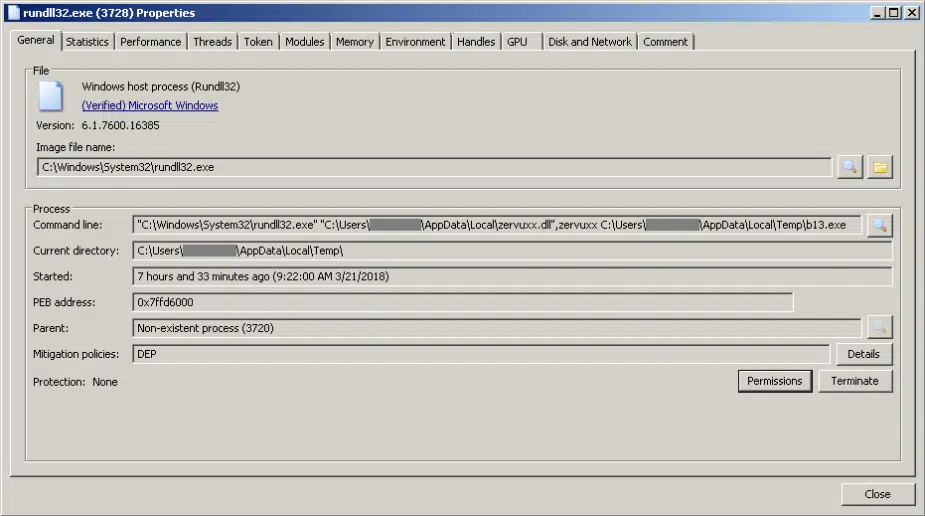 rundll32.exe (3728) Properties
General Statistics Performance Threads Token Modules Memory Environment Handles GPU Disk and Network Comment
File
Windows host process (Rundll32)
(Verified) Microsoft Windows
Version: 6.1.7600.16385
Image file name:
C:\Windows\System32\rundll32.exe
Process
Command line: "C:\Windows\System32\rundll32.exe" "C:\Users\ \AppData\Local\zervuxx.dll",zervuxx C:\Users\ \AppData\Local\Temp\b13.exe
Current directory: C:\Users\ \AppData\Local\Temp\
Started: 7 hours and 33 minutes ago (9:22:00 AM 3/21/2018)
PEB address: 0x7ffd6000
Parent: Non-existent process (3720)
Mitigation policies: DEP Details
Protection: None Permissions Terminate
Close